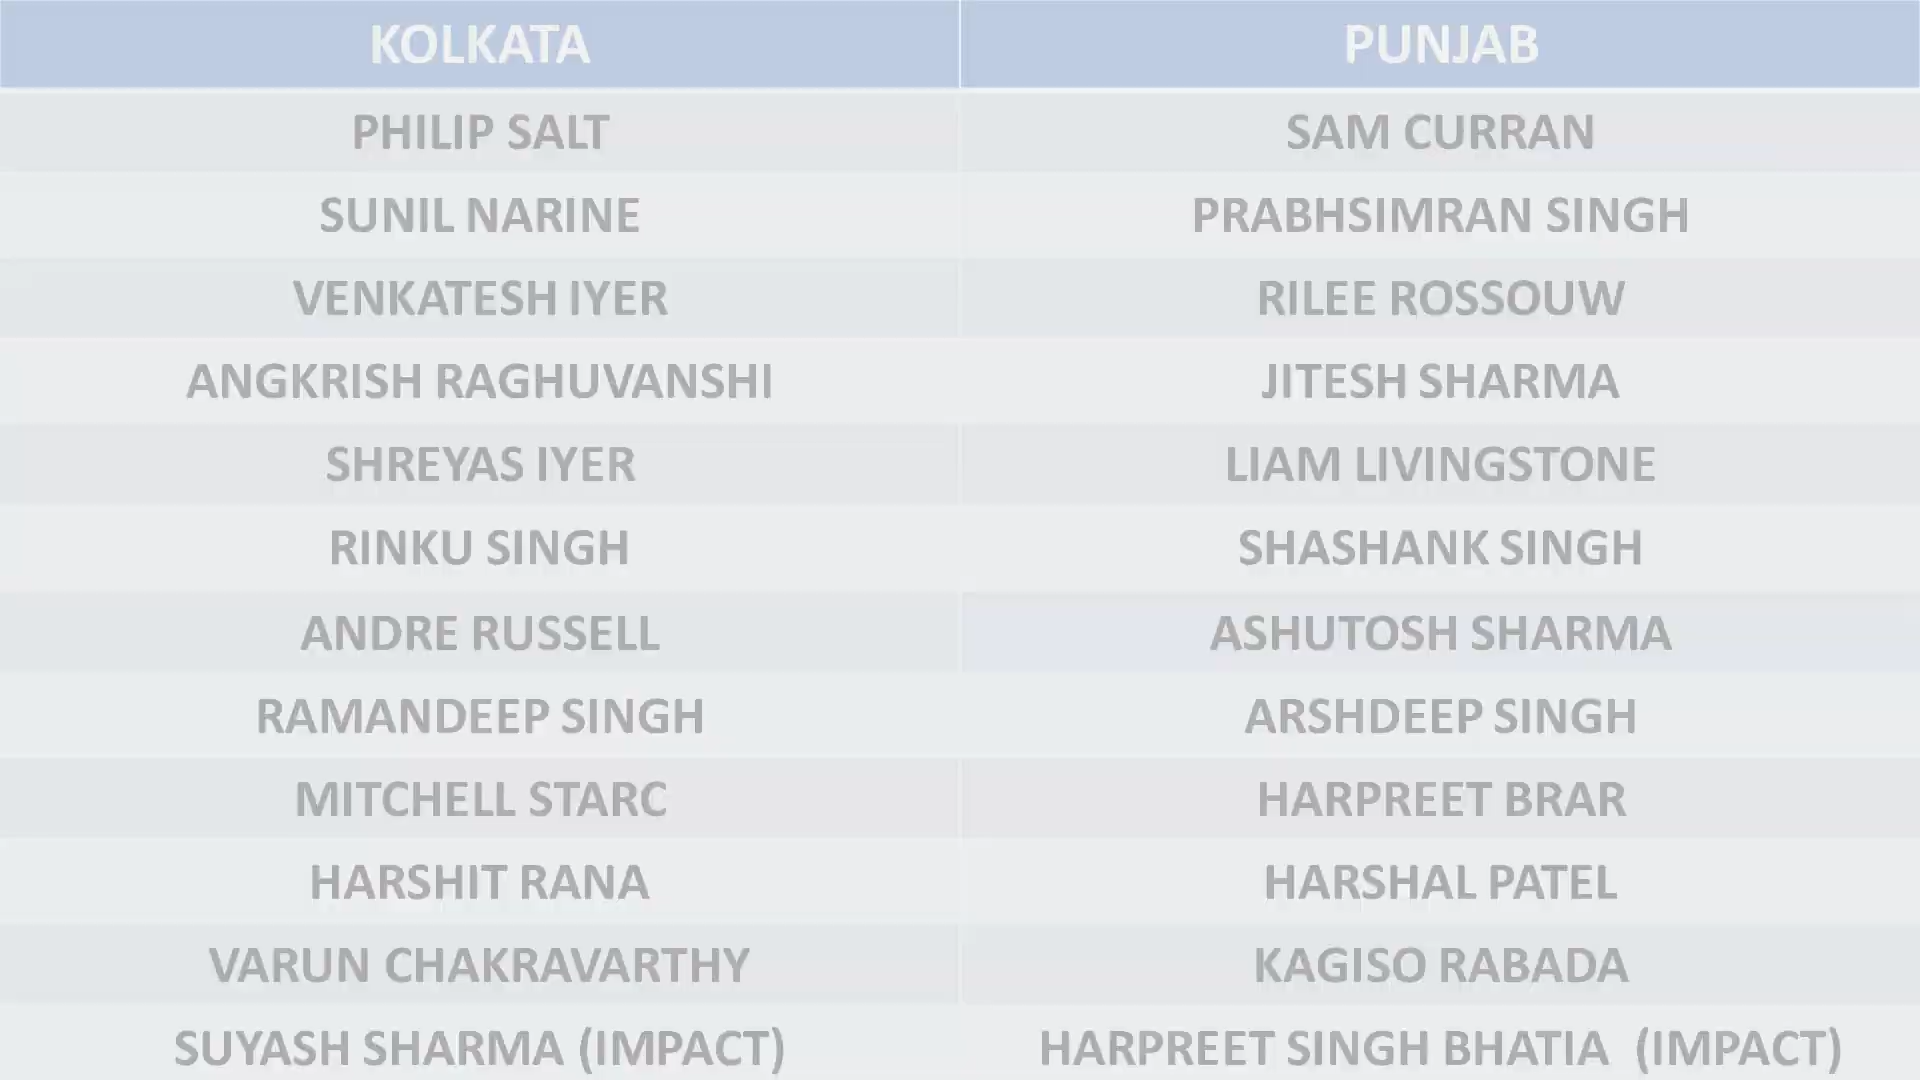 KOLKATA PUNJAB
PHILIP SALT SAM CURRAN
SUNIL NARINE PRABHSIMRAN SINGH
VENKATESH IYER RILEE ROSSOUW
ANGKRISH RAGHUVANSHI JITESH SHARMA
SHREYAS IYER LIAM LIVINGSTONE
RINKU SINGH SHASHANK SINGH
ANDRE RUSSELL ASHUTOSH SHARMA
RAMANDEEP SINGH ARSHDEEP SINGH
MITCHELL STARC HARPREET BRAR
HARSHIT RANA HARSHAL PATEL
VARUN CHAKRAVARTHY KAGISO RABADA
SUYASH SHARMA (IMPACT) HARPREET SINGH BHATIA (IMPACT)